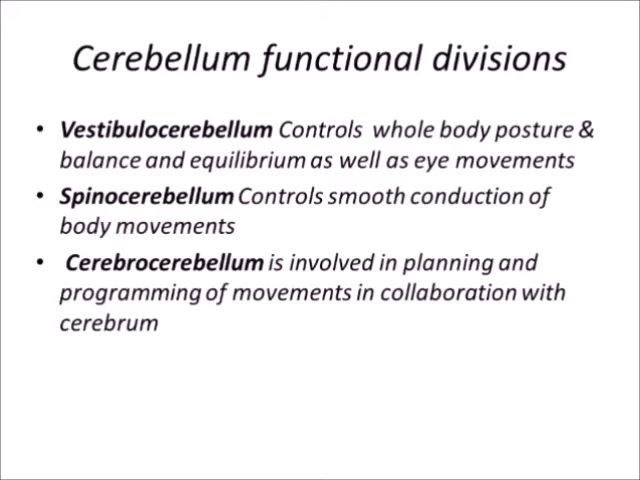 Cerebellum functional divisions
• Vestibulocerebellum Controls  whole body posture &
balance and equilibrium as well as eye movements
• Spinocerebellum Controls smooth conduction of
body movements
• Cerebrocerebellum is involved in planning and
programming of movements in collaboration with
cerebrum